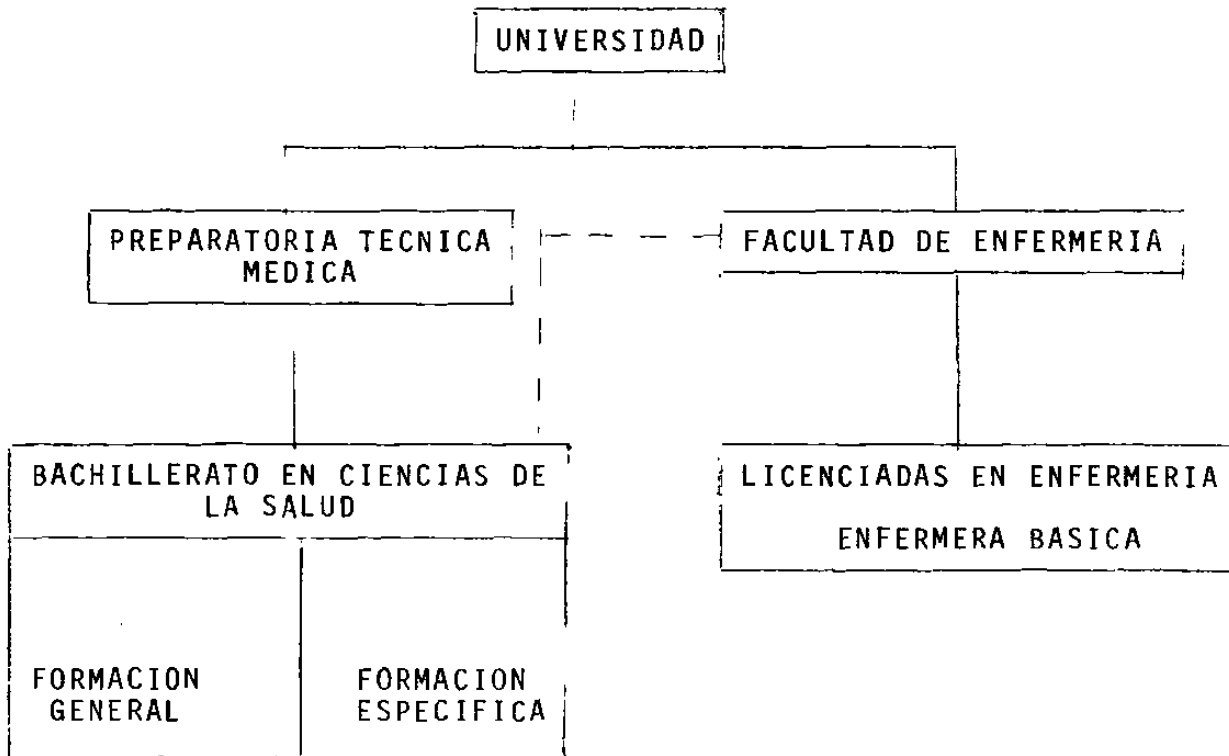 UNIVERSIDAD
PREPARATORIA TECNICA
MEDICA
FACULTAD DE ENFERMERIA
BACHILLERATO EN CIENCIAS DE
LA SALUD
LICENCIADAS EN ENFERMERIA
ENFERMERA BASICA
FORMACION
GENERAL
FORMACION
ESPECIFICA